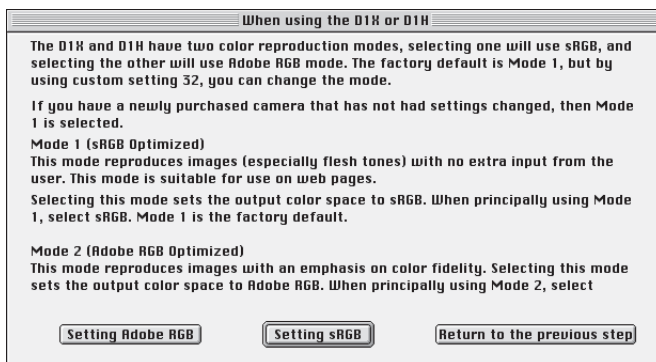 When using the D1X or D1H
The D1X and D1H have two color reproduction modes, selecting one will use sRGB, and
selecting the other will use Adobe RGB mode. The factory default is Mode 1, but by
using custom setting 32, you can change the mode.
If you have a newly purchased camera that has not had settings changed, then Mode
1 is selected.
Mode 1 (sRGB Optimized)
This mode reproduces images (especially flesh tones) with no extra input from the
user. This mode is suitable for use on web pages.
Selecting this mode sets the output color space to sRGB. When principally using Mode
1, select sRGB. Mode 1 is the factory default.
Mode 2 (Adobe RGB Optimized)
This mode reproduces images with an emphasis on color fidelity. Selecting this mode
sets the output color space to Adobe RGB. When principally using Mode 2, select
Setting Adobe RGB
Setting sRGB
Return to the previous step